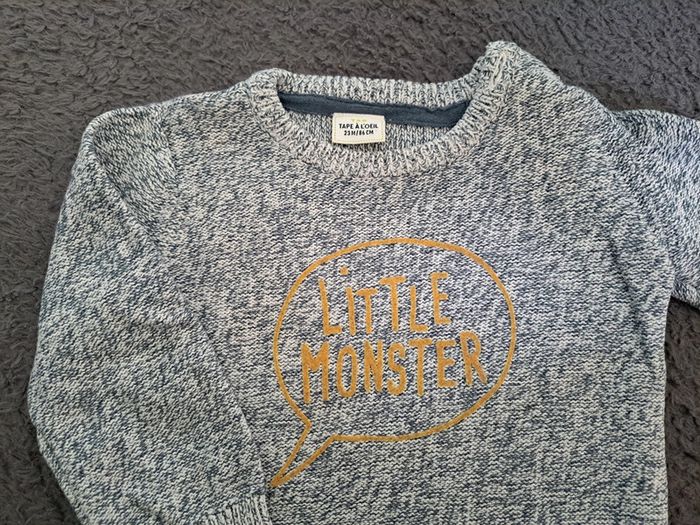 TAPE À L'OEIL
23 M/86 CM
LiTTLE
MONSTER